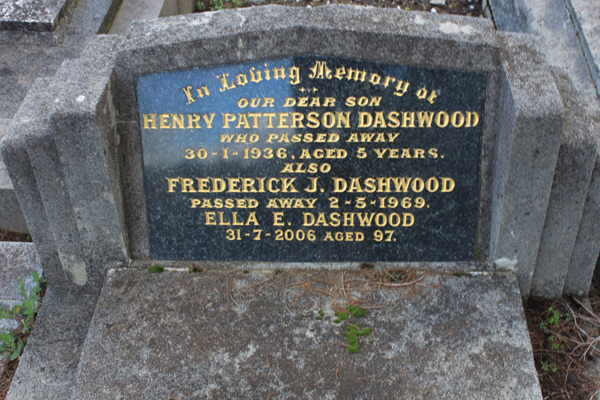 In Loving Memory of
OUR DEAR SON
HENRY PATTERSON DASHWOOD
WHO PASSED AWAY
30-1-1936, AGED 5 YEARS.
ALSO
FREDERICK J. DASHWOOD
PASSED AWAY 2-5-1969.
ELLA E. DASHWOOD
31-7-2006 AGED 97.